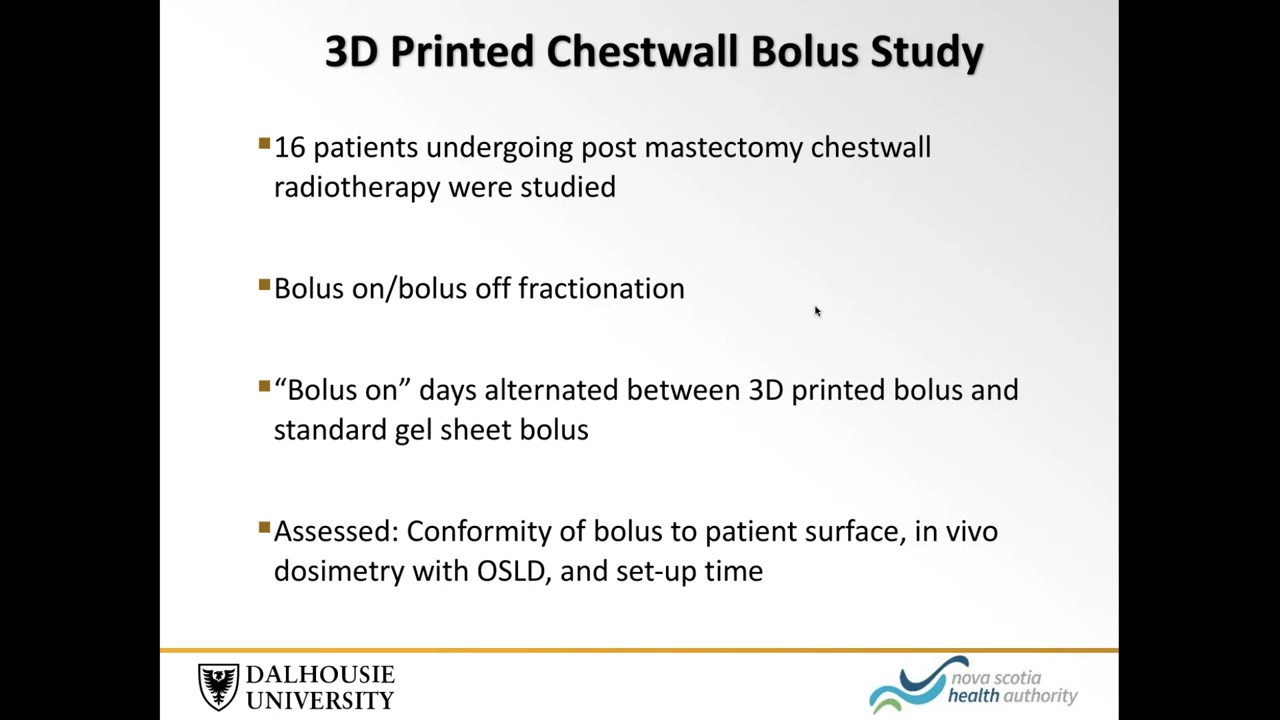 3D Printed Chestwall Bolus Study
16 patients undergoing post mastectomy chestwall
radiotherapy were studied
Bolus on/bolus off fractionation
“Bolus on” days alternated between 3D printed bolus and
standard gel sheet bolus
Assessed: Conformity of bolus to patient surface, in vivo
dosimetry with OSLD, and set-up time
DALHOUSIE
UNIVERSITY
nova scotia
health authority